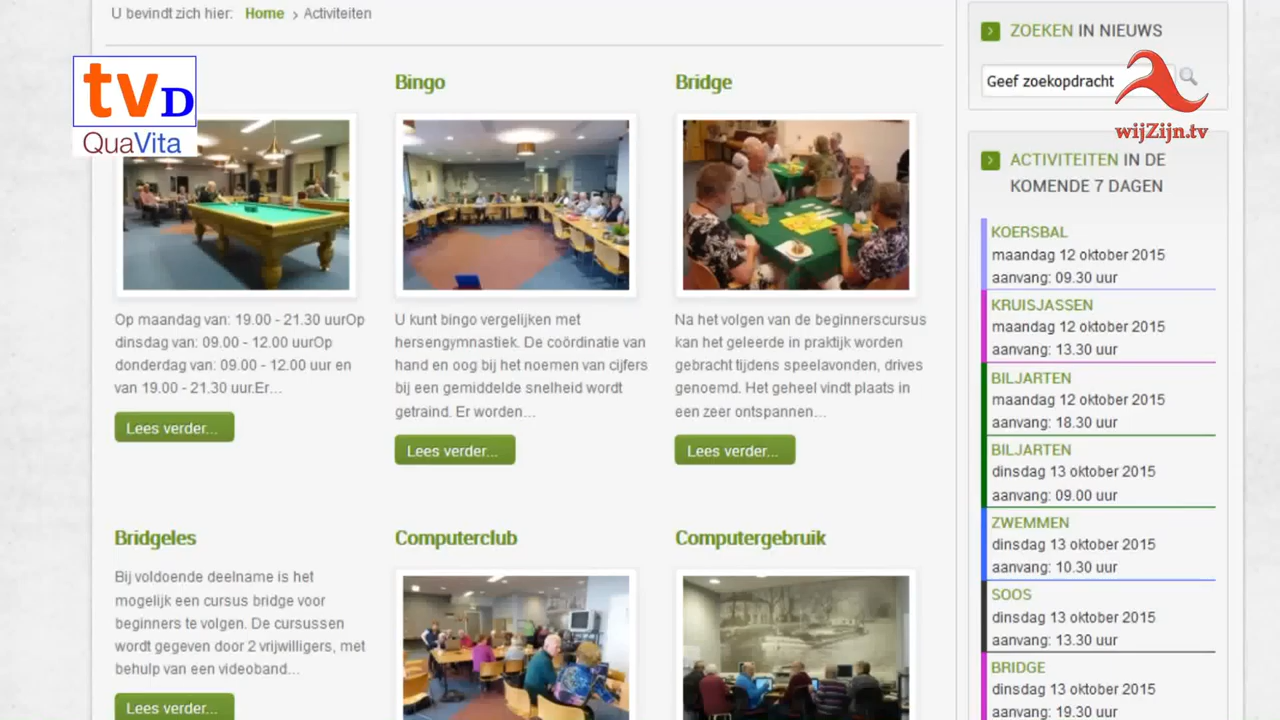 U bevindt zich hier: Home > Activiteiten
tvD
QuaVita
Op maandag van: 19.00 - 21.30 uurOp
dinsdag van: 09.00 - 12.00 uurOp
donderdag van: 09.00 - 12.00 uur en
van 19.00 - 21.30 uur.Er...
Lees verder...
Bingo
U kunt bingo vergelijken met
hersengymnastiek. De coördinatie van
hand en oog bij het noemen van cijfers
bij een gemiddelde snelheid wordt
getraind. Er worden...
Lees verder...
Bridge
Na het volgen van de beginnerscursus
kan het geleerde in praktijk worden
gebracht tijdens speelavonden, drives
genoemd. Het geheel vindt plaats in
een zeer ontspannen...
Lees verder...
Bridgeles
Bij voldoende deelname is het
mogelijk een cursus bridge voor
beginners te volgen. De cursussen
wordt gegeven door 2 vrijwilligers, met
behulp van een videoband...
Lees verder...
Computerclub
Computergebruik
ZOEKEN IN NIEUWS
Geef zoekopdracht
wijZijn.tv
ACTIVITEITEN IN DE
KOMENDE 7 DAGEN
KOERSBAL
maandag 12 oktober 2015
aanvang: 09.30 uur
KRUISJASSEN
maandag 12 oktober 2015
aanvang: 13.30 uur
BILJARTEN
maandag 12 oktober 2015
aanvang: 18.30 uur
BILJARTEN
dinsdag 13 oktober 2015
aanvang: 09.00 uur
ZWEMMEN
dinsdag 13 oktober 2015
aanvang: 10.30 uur
SOOS
dinsdag 13 oktober 2015
aanvang: 13.30 uur
BRIDGE
dinsdag 13 oktober 2015
aanvang: 19.30 uur